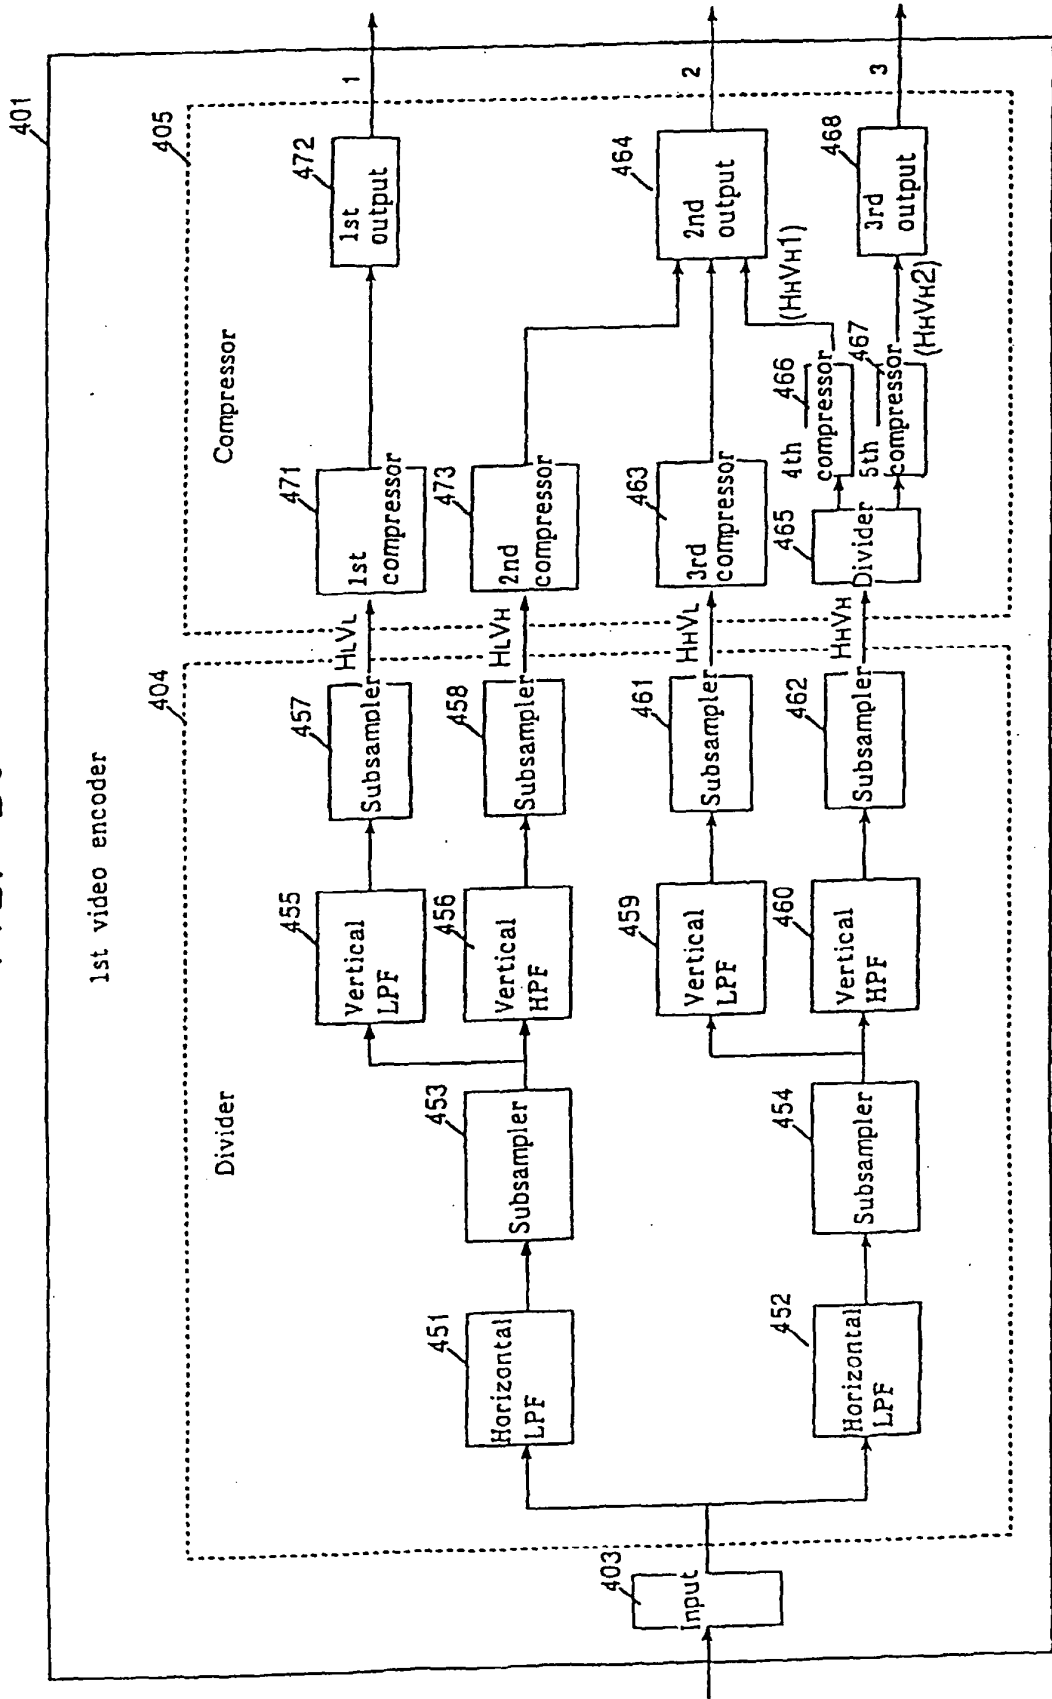 401
1st video encoder
404
Divider
405
Compressor
403
Input
451
Horizontal
LPF
453
Subsampler
455
Vertical
LPF
457
Subsampler
HLVL
471
1st
compressor
472
1st
output
1
456
Vertical
HPF
458
Subsampler
HLVH
473
2nd
compressor
452
Horizontal
LPF
454
Subsampler
459
Vertical
LPF
461
Subsampler
HHVL
463
3rd
compressor
464
2nd
output
2
460
Vertical
HPF
462
Subsampler
HHVH
465
Divider
466
4th
compressor
(HHVH1)
467
5th
compressor
(HHVH2)
468
3rd
output
3